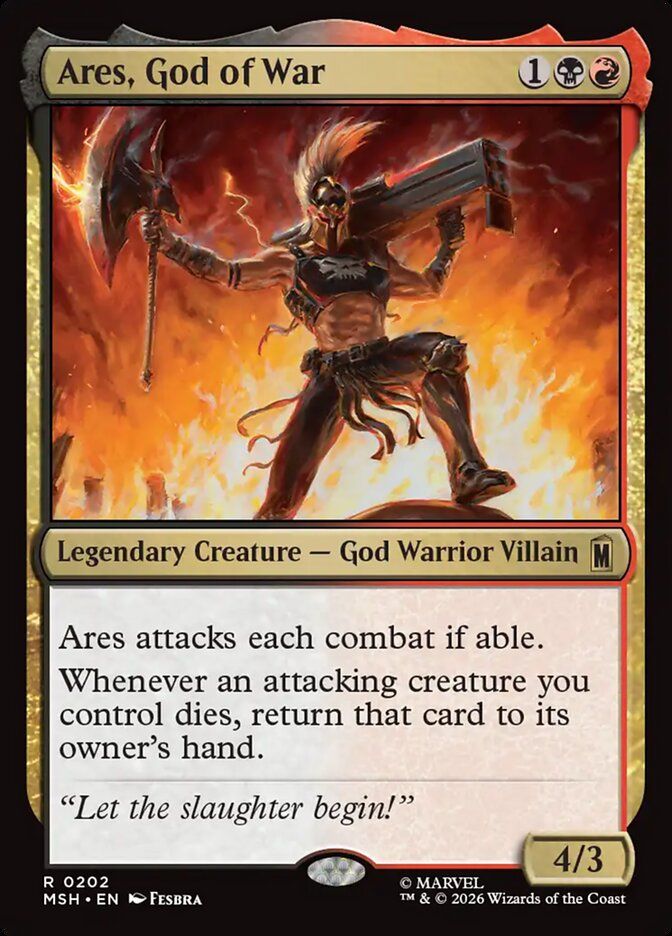 Ares, God of War 1
Legendary Creature — God Warrior Villain M
Ares attacks each combat if able.
Whenever an attacking creature you
control dies, return that card to its
owner's hand.
“Let the slaughter begin!”
4/3
R 0202
MSH • EN FESBRA
© MARVEL
™ & © 2026 Wizards of the Coast